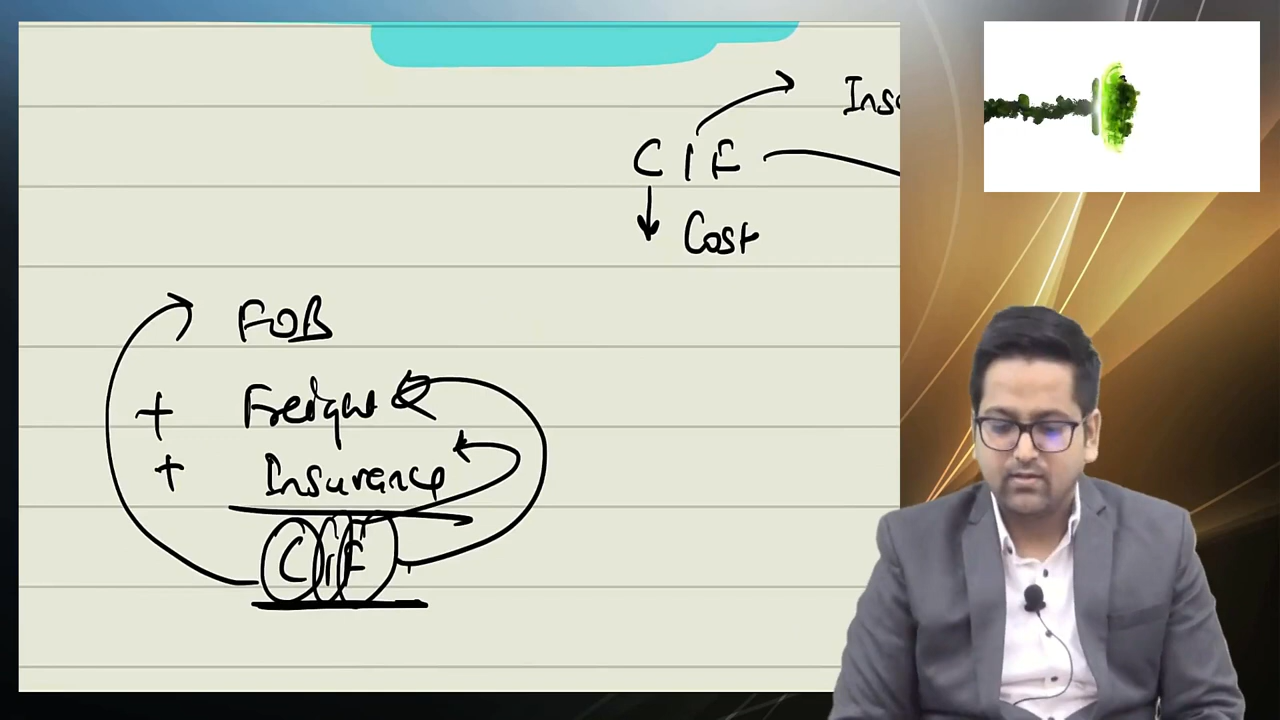 Ins
CIF
Cost
FOB
+ Freight
+ Insurance
CIF